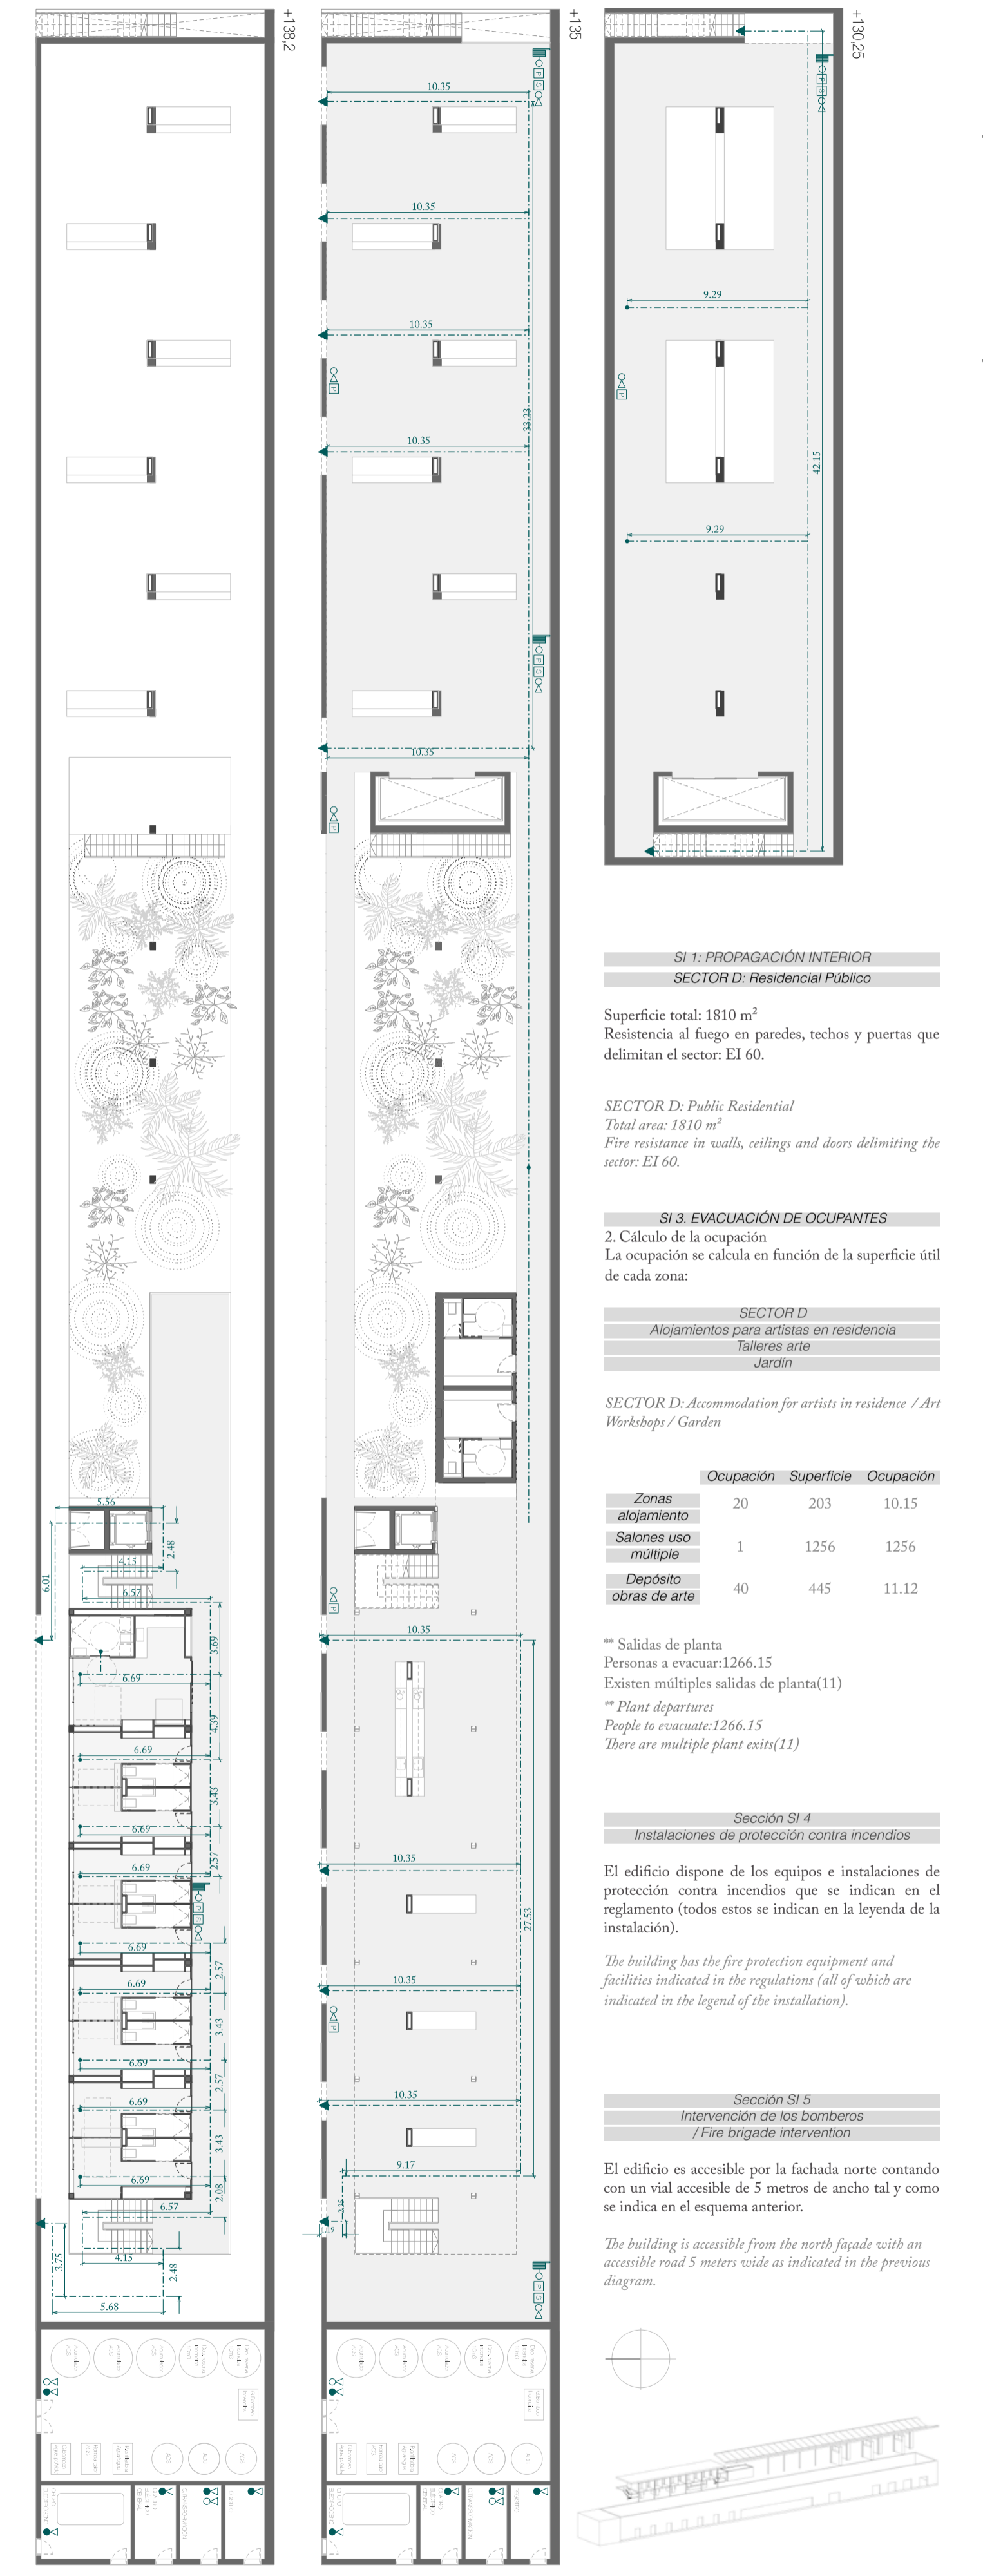 +138,2
+135
+130,25
10.35
10.35
10.35
10.35
33.23
10.35
P
S
P
P
S
P
9.29
9.29
42.15
P
S
P
SI 1: PROPAGACIÓN INTERIOR
SECTOR D: Residencial Público
Superficie total: 1810 m²
Resistencia al fuego en paredes, techos y puertas que
delimitan el sector: EI 60.
SECTOR D: Public Residential
Total area: 1810 m²
Fire resistance in walls, ceilings and doors delimiting the
sector: EI 60.
SI 3. EVACUACIÓN DE OCUPANTES
2. Cálculo de la ocupación
La ocupación se calcula en función de la superficie útil
de cada zona:
SECTOR D
Alojamientos para artistas en residencia
Talleres arte
Jardín
SECTOR D: Accommodation for artists in residence / Art
Workshops / Garden
Ocupación Superficie Ocupación
Zonas alojamiento 20 203 10.15
Salones uso múltiple 1 1256 1256
Depósito obras de arte 40 445 11.12
** Salidas de planta
Personas a evacuar:1266.15
Existen múltiples salidas de planta(11)
** Plant departures
People to evacuate:1266.15
There are multiple plant exits(11)
Sección SI 4
Instalaciones de protección contra incendios
El edificio dispone de los equipos e instalaciones de
protección contra incendios que se indican en el
reglamento (todos estos se indican en la leyenda de la
instalación).
The building has the fire protection equipment and
facilities indicated in the regulations (all of which are
indicated in the legend of the installation).
Sección SI 5
Intervención de los bomberos
/ Fire brigade intervention
El edificio es accesible por la fachada norte contando
con un vial accesible de 5 metros de ancho tal y como
se indica en el esquema anterior.
The building is accessible from the north façade with an
accessible road 5 meters wide as indicated in the previous
diagram.
5.56
2.48
4.15
6.57
6.01
3.69
6.69
4.39
6.69
3.43
6.69
2.57
6.69
P
S
6.69
2.57
6.69
3.43
6.69
2.57
6.69
3.43
6.69
2.08
6.57
4.15
2.48
3.75
5.68
P
10.35
10.35
27.53
10.35
P
10.35
9.17
1.19
P
S
ACS
ACS
ACS
ACS
ACS
ACS